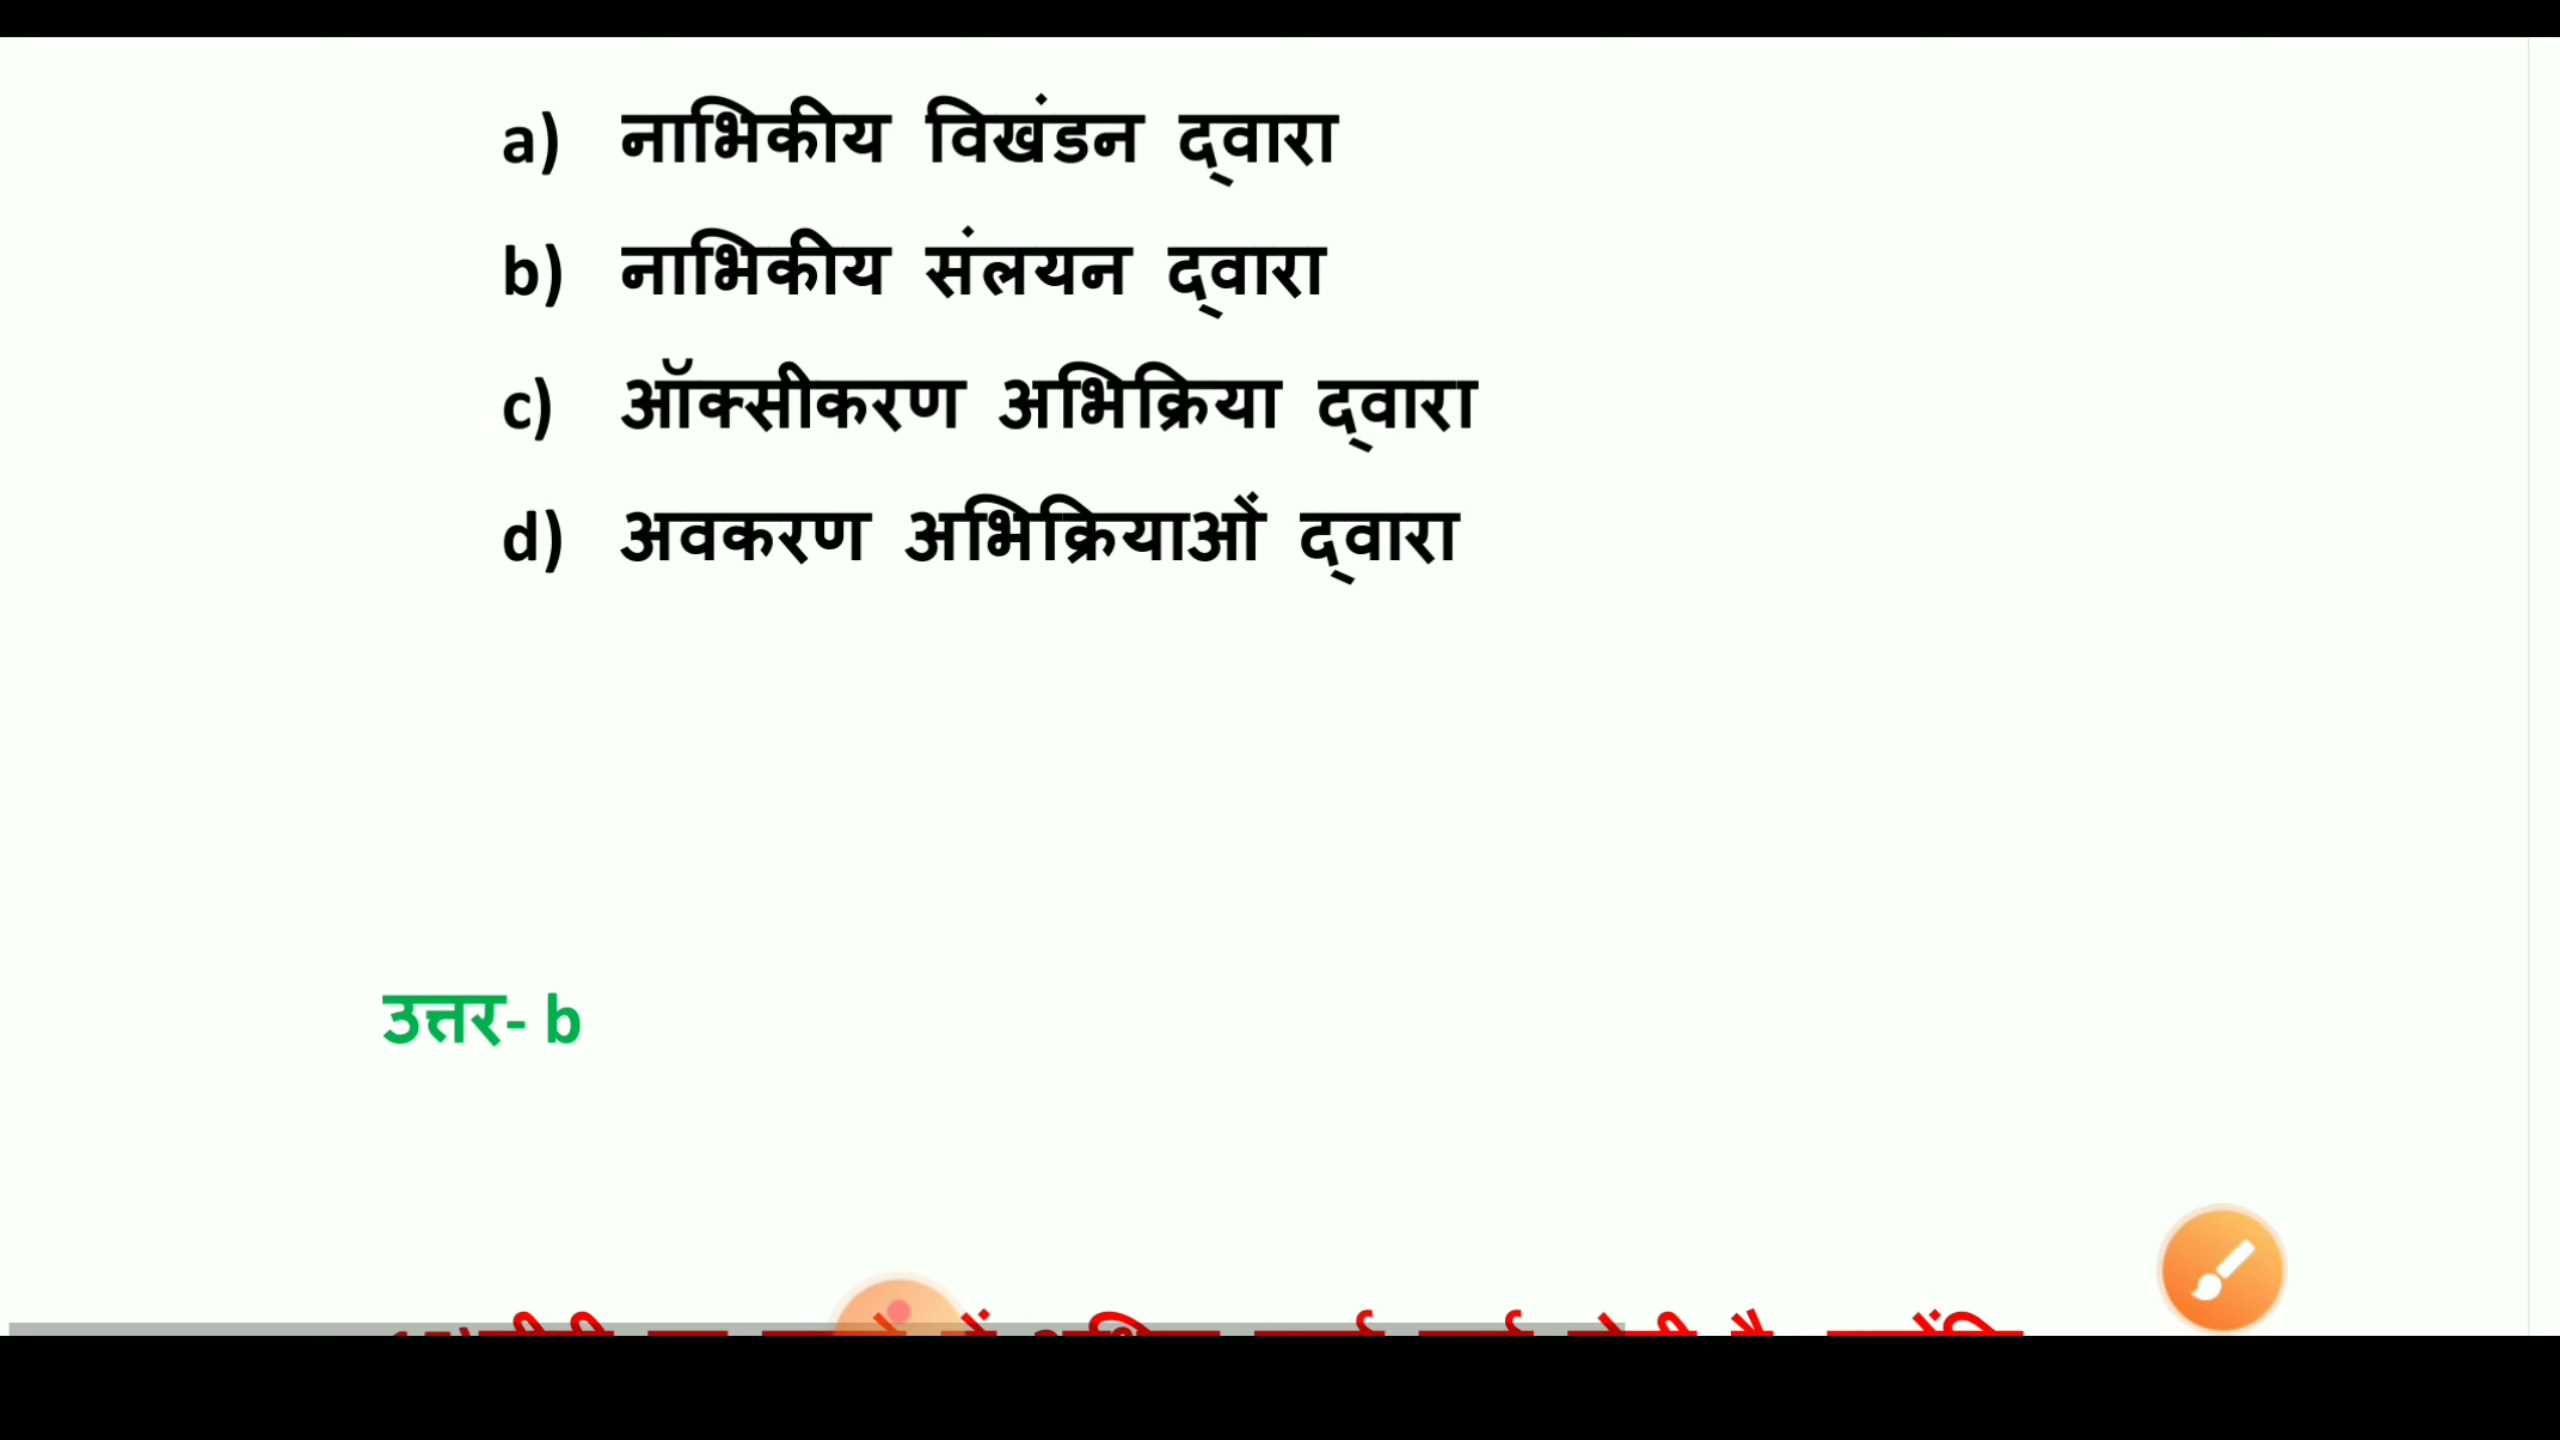 a) नाभिकीय विखंडन द्वारा
b) नाभिकीय संलयन द्वारा
c) ऑक्सीकरण अभिक्रिया द्वारा
d) अवकरण अभिक्रियाओं द्वारा
उत्तर- b